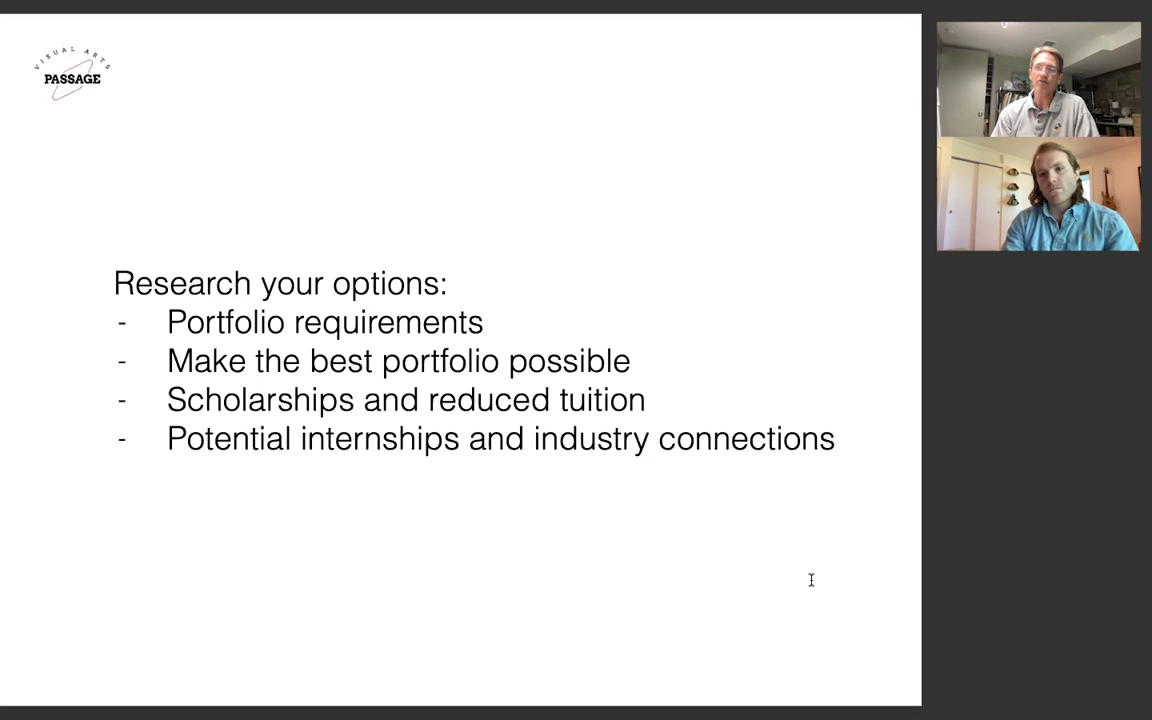 VISUAL ARTS
PASSAGE
Research your options:
- Portfolio requirements
- Make the best portfolio possible
- Scholarships and reduced tuition
- Potential internships and industry connections